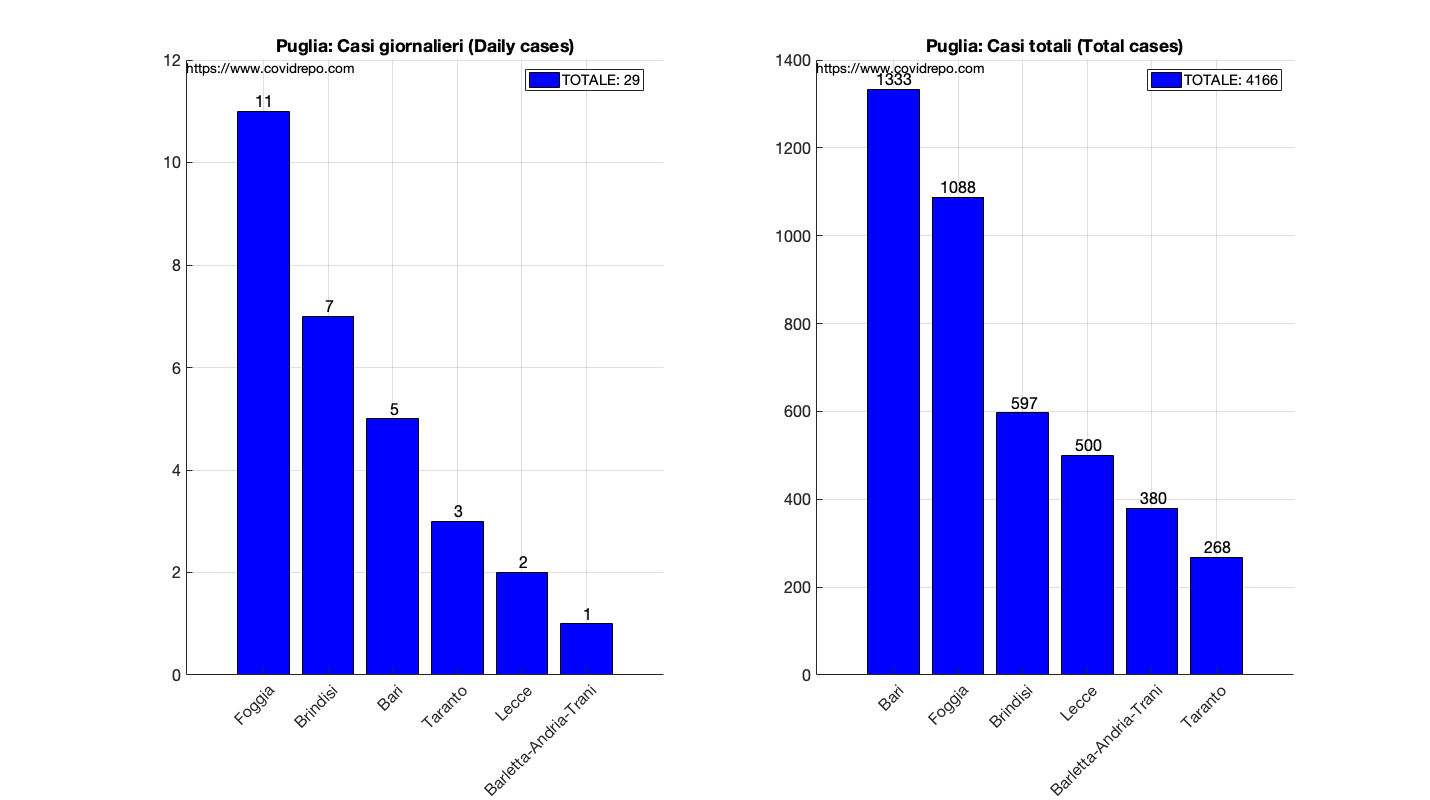 Puglia: Casi giornalieri (Daily cases)
https://www.covidrepo.com
TOTALE: 29
12
10
8
6
4
2
0
11
7
5
3
2
1
Foggia
Brindisi
Bari
Taranto
Lecce
Barletta-Andria-Trani
Puglia: Casi totali (Total cases)
https://www.covidrepo.com
TOTALE: 4166
1400
1200
1000
800
600
400
200
0
1333
1088
597
500
380
268
Bari
Foggia
Brindisi
Lecce
Barletta-Andria-Trani
Taranto